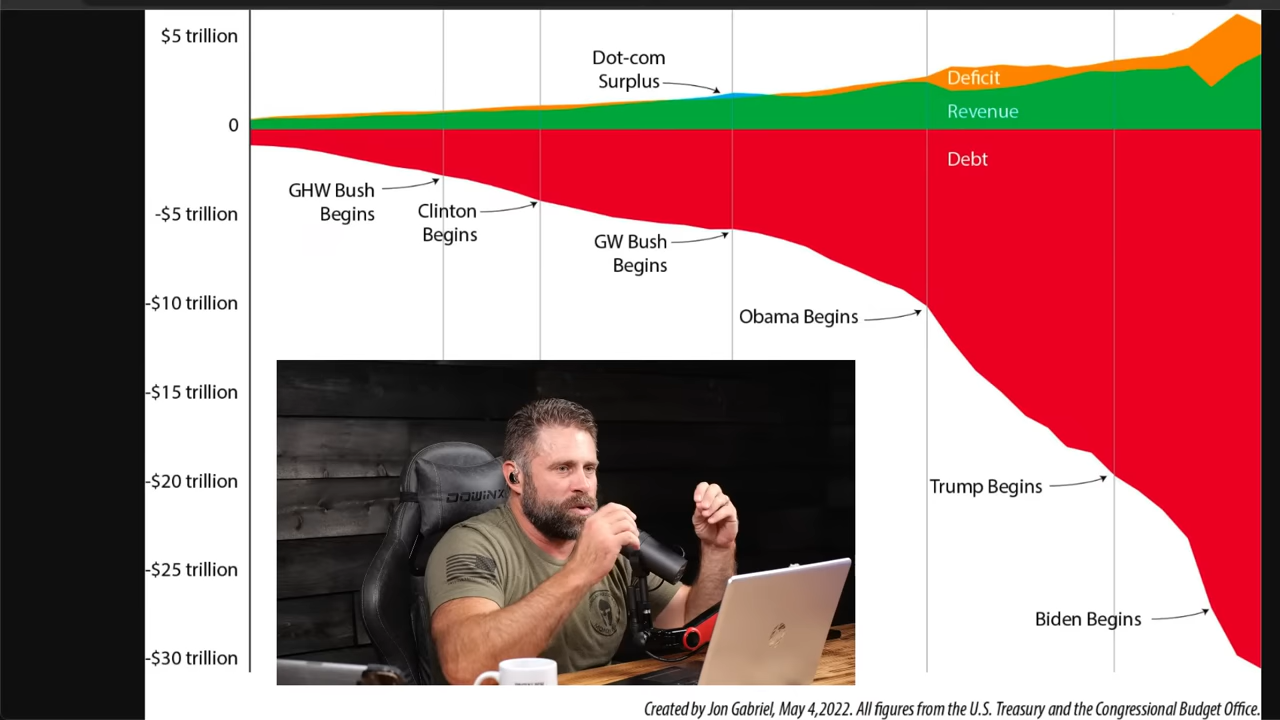 $5 trillion
Dot-com
Surplus
Deficit
Revenue
0
Debt
GHW Bush
Begins
-$5 trillion
Clinton
Begins
GW Bush
Begins
-$10 trillion
Obama Begins
-$15 trillion
-$20 trillion
Trump Begins
DOWINX
-$25 trillion
Biden Begins
hp
-$30 trillion
Created by Jon Gabriel, May 4,2022. All figures from the U.S. Treasury and the Congressional Budget Office.